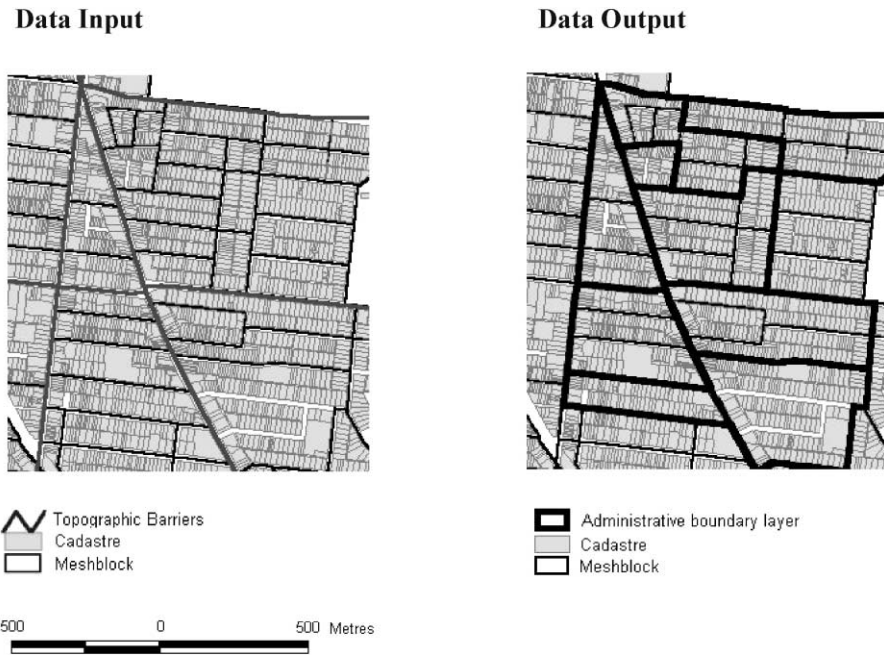 Data Input
Data Output
Topographic Barriers
Cadastre
Meshblock
Administrative boundary layer
Cadastre
Meshblock
500 0 500 Metres